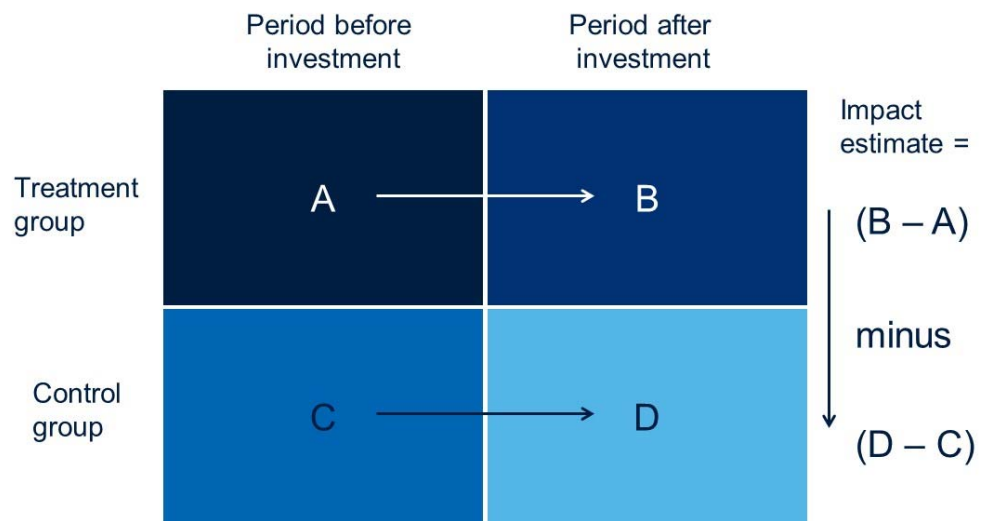 Period before
investment
Period after
investment
Impact
estimate =
Treatment
group
A
B
(B – A)
minus
Control
group
C
D
(D – C)